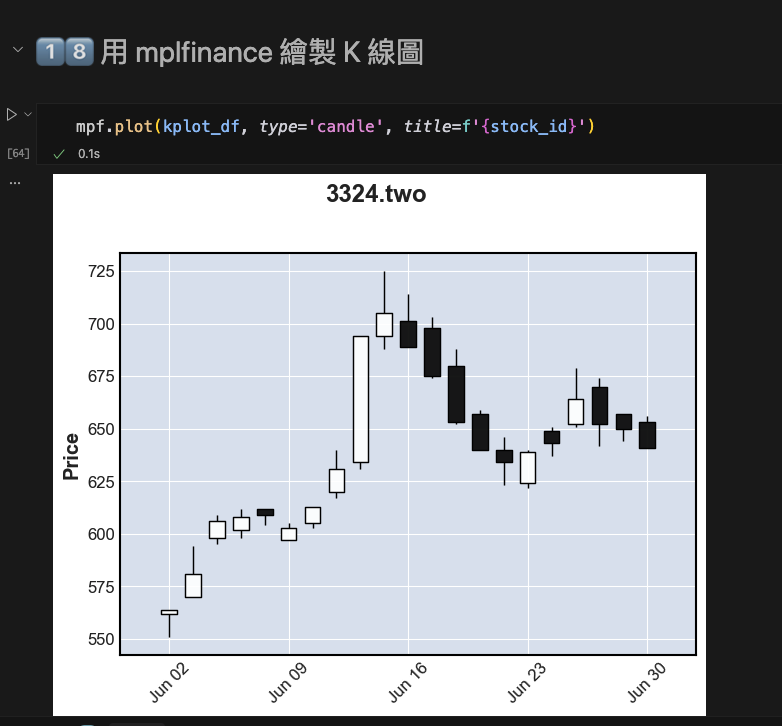 1️⃣8️⃣ 用 mplfinance 繪製 K 線圖
mpf.plot(kplot_df, type='candle', title=f'{stock_id}')
[64]
✓ 0.1s
...
3324.two
725
700
675
650
625
600
575
550
Price
Jun 02
Jun 09
Jun 16
Jun 23
Jun 30